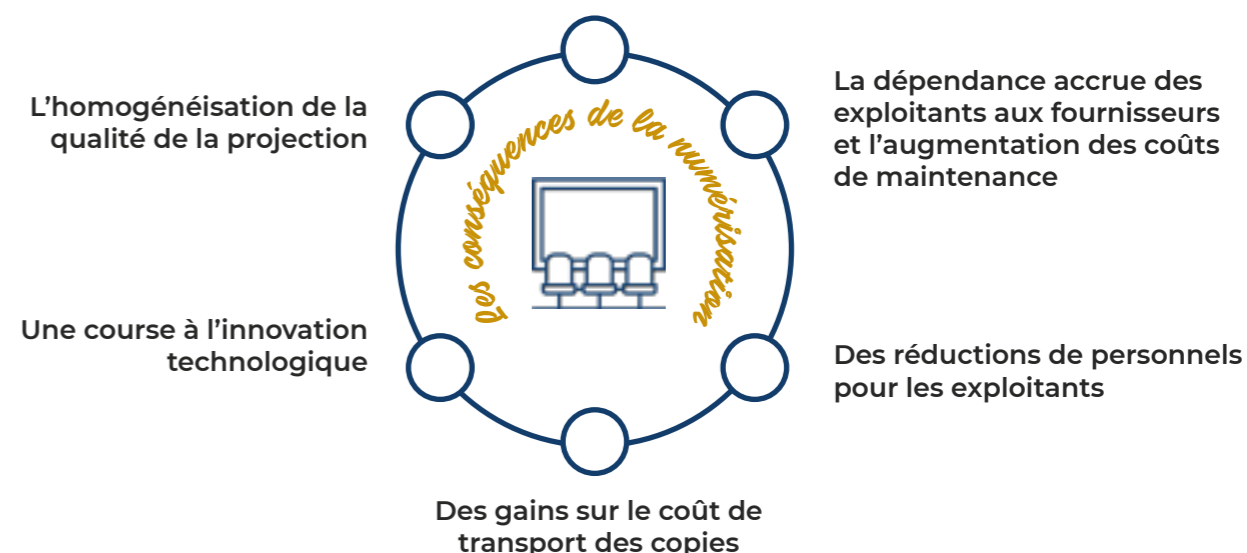 L’homogénéisation de la
qualité de la projection
La dépendance accrue des
exploitants aux fournisseurs
et l’augmentation des coûts
de maintenance
Les conséquences de la numérisation
Une course à l’innovation
technologique
Des réductions de personnels
pour les exploitants
Des gains sur le coût de
transport des copies